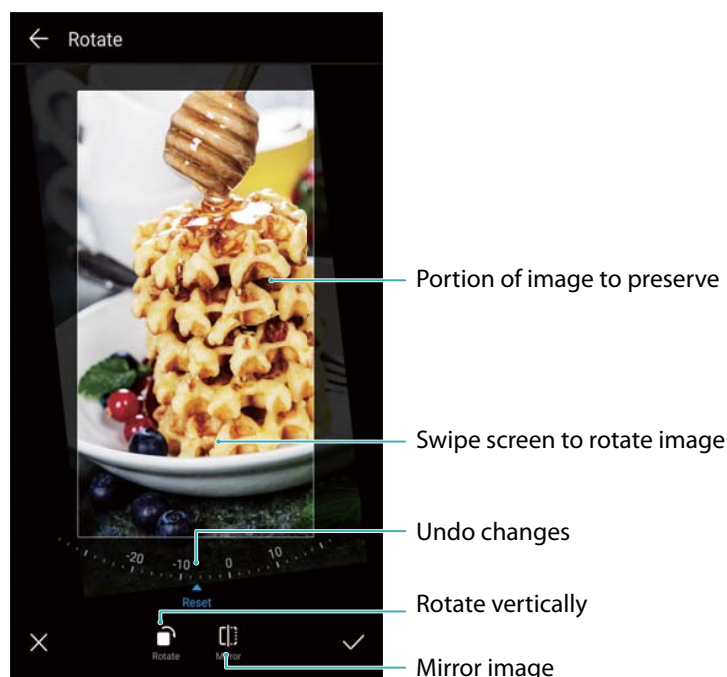 Rotate
Portion of image to preserve
Swipe screen to rotate image
Undo changes
-20 -10 0 10
Reset
Rotate vertically
Rotate Mirror
Mirror image